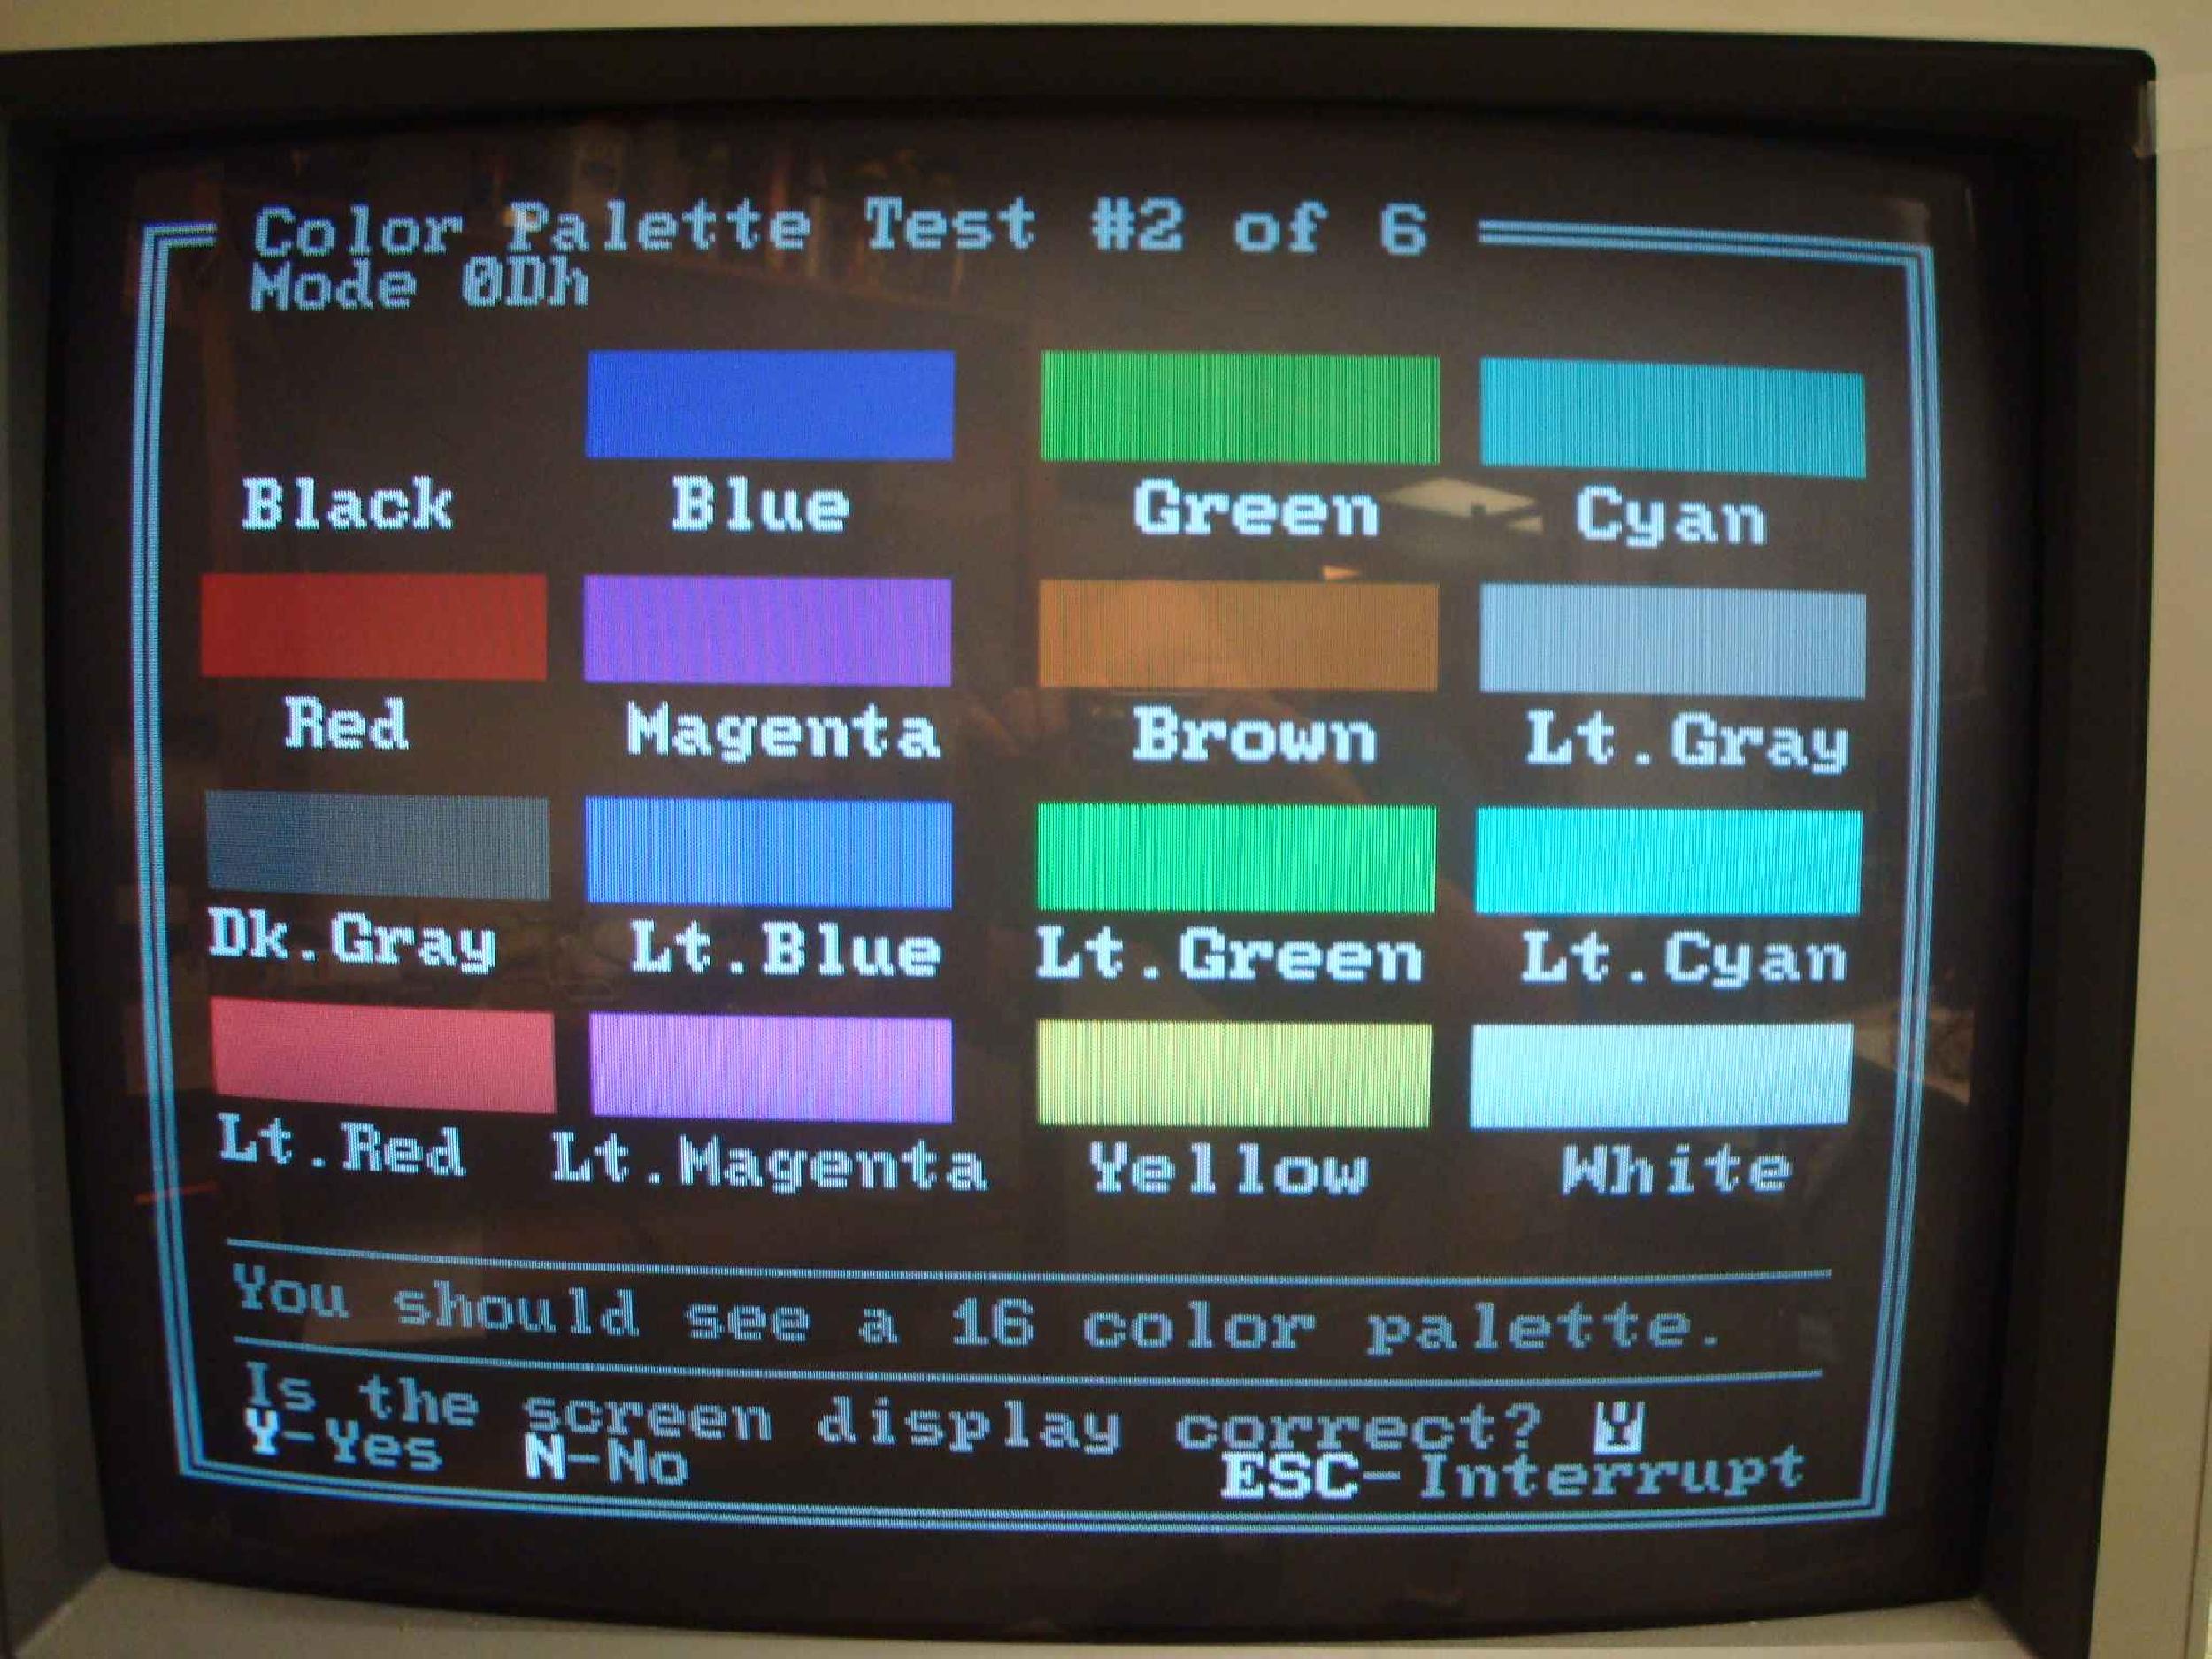 Color Palette Test #2 of 6
Mode 0Dh
Black Blue Green Cyan
Red Magenta Brown Lt.Gray
Dk.Gray Lt.Blue Lt.Green Lt.Cyan
Lt.Red Lt.Magenta Yellow White
You should see a 16 color palette.
Is the screen display correct? Y
Y-Yes N-No ESC-Interrupt